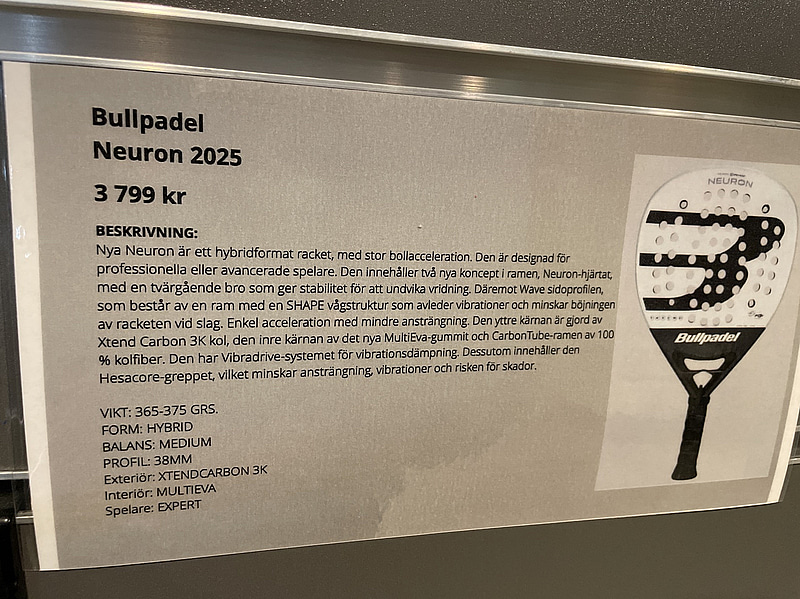 Bullpadel
Neuron 2025
3 799 kr
BESKRIVNING:
Nya Neuron är ett hybridformat racket, med stor bollacceleration. Den är designad för
professionella eller avancerade spelare. Den innehåller två nya koncept i ramen, Neuron-hjärtat,
med en tvärgående bro som ger stabilitet för att undvika vridning. Däremot Wave sidoprofilen,
som består av en ram med en SHAPE vågstruktur som avleder vibrationer och minskar böjningen
av racketen vid slag. Enkel acceleration med mindre ansträngning. Den yttre kärnan är gjord av
Xtend Carbon 3K kol, den inre kärnan av det nya MultiEva-gummit och CarbonTube-ramen av 100
% kolfiber. Den har Vibradrive-systemet för vibrationsdämpning. Dessutom innehåller den
Hesacore-greppet, vilket minskar ansträngning, vibrationer och risken för skador.
VIKT: 365-375 GRS.
FORM: HYBRID
BALANS: MEDIUM
PROFIL: 38MM
Exteriör: XTENDCARBON 3K
Interiör: MULTIEVA
Spelare: EXPERT
NEURON
Bullpadel